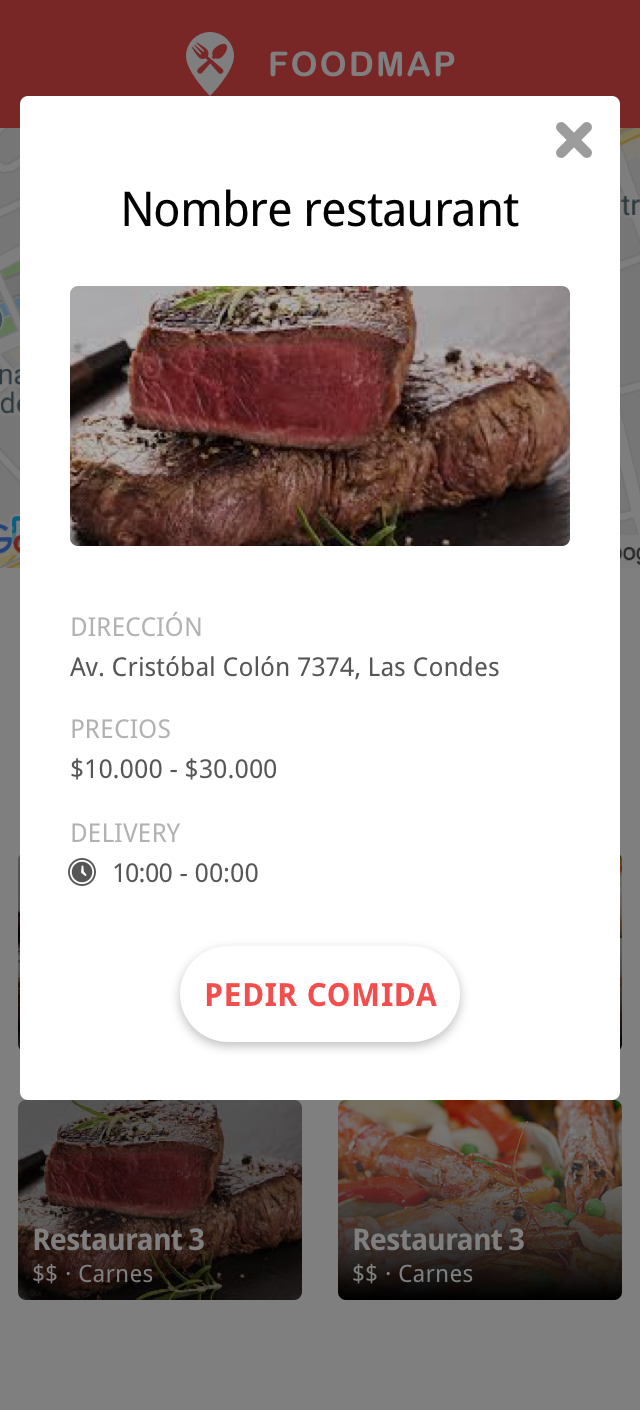 FOODMAP
Nombre restaurant
DIRECCIÓN
Av. Cristóbal Colón 7374, Las Condes
PRECIOS
$10.000 - $30.000
DELIVERY
10:00 - 00:00
PEDIR COMIDA
Restaurant 3
$$ · Carnes
Restaurant 3
$$ · Carnes